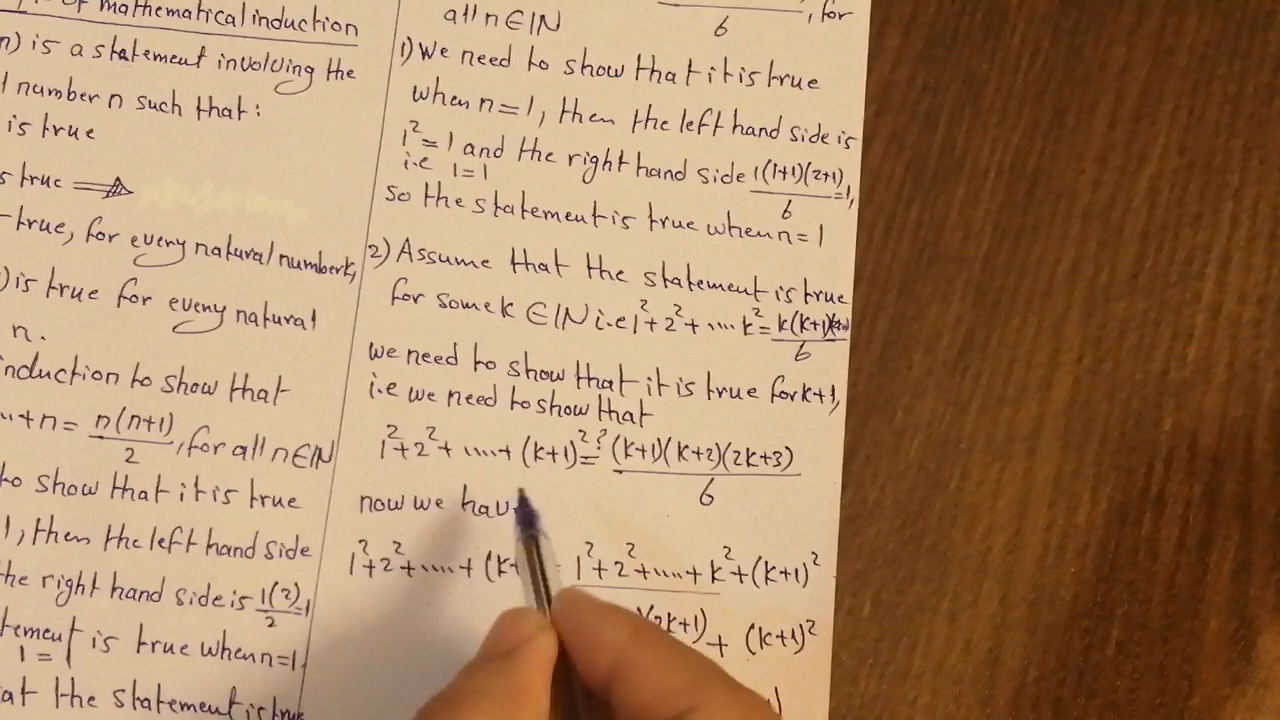 of mathematical induction
n) is a statement involving the
number n such that:
is true
s true ⟹
true, for every natural number k,
) is true for every natural
n.
induction to show that
...+n = n(n+1)/2, for all n∈IN
to show that it is true
1, then the left hand side
he right hand side is 1(2)/2=1
tement is true when n=1
1=1
at the statement is true
6, for
all n∈IN
1) We need to show that it is true
when n=1, then the left hand side is
1²=1 and the right hand side 1(1+1)(2+1)/6=1,
i.e 1=1
so the statement is true when n=1
2) Assume that the statement is true
for some k∈IN i.e 1²+2²+....k²= k(k+1)/6
we need to show that it is true for k+1,
i.e we need to show that
1²+2²+....+(k+1)²=? (k+1)(k+2)(2k+3)/6
now we hav
1²+2²+....+(k+ 1²+2²+....+k²+(k+1)²
(2k+1) + (k+1)²